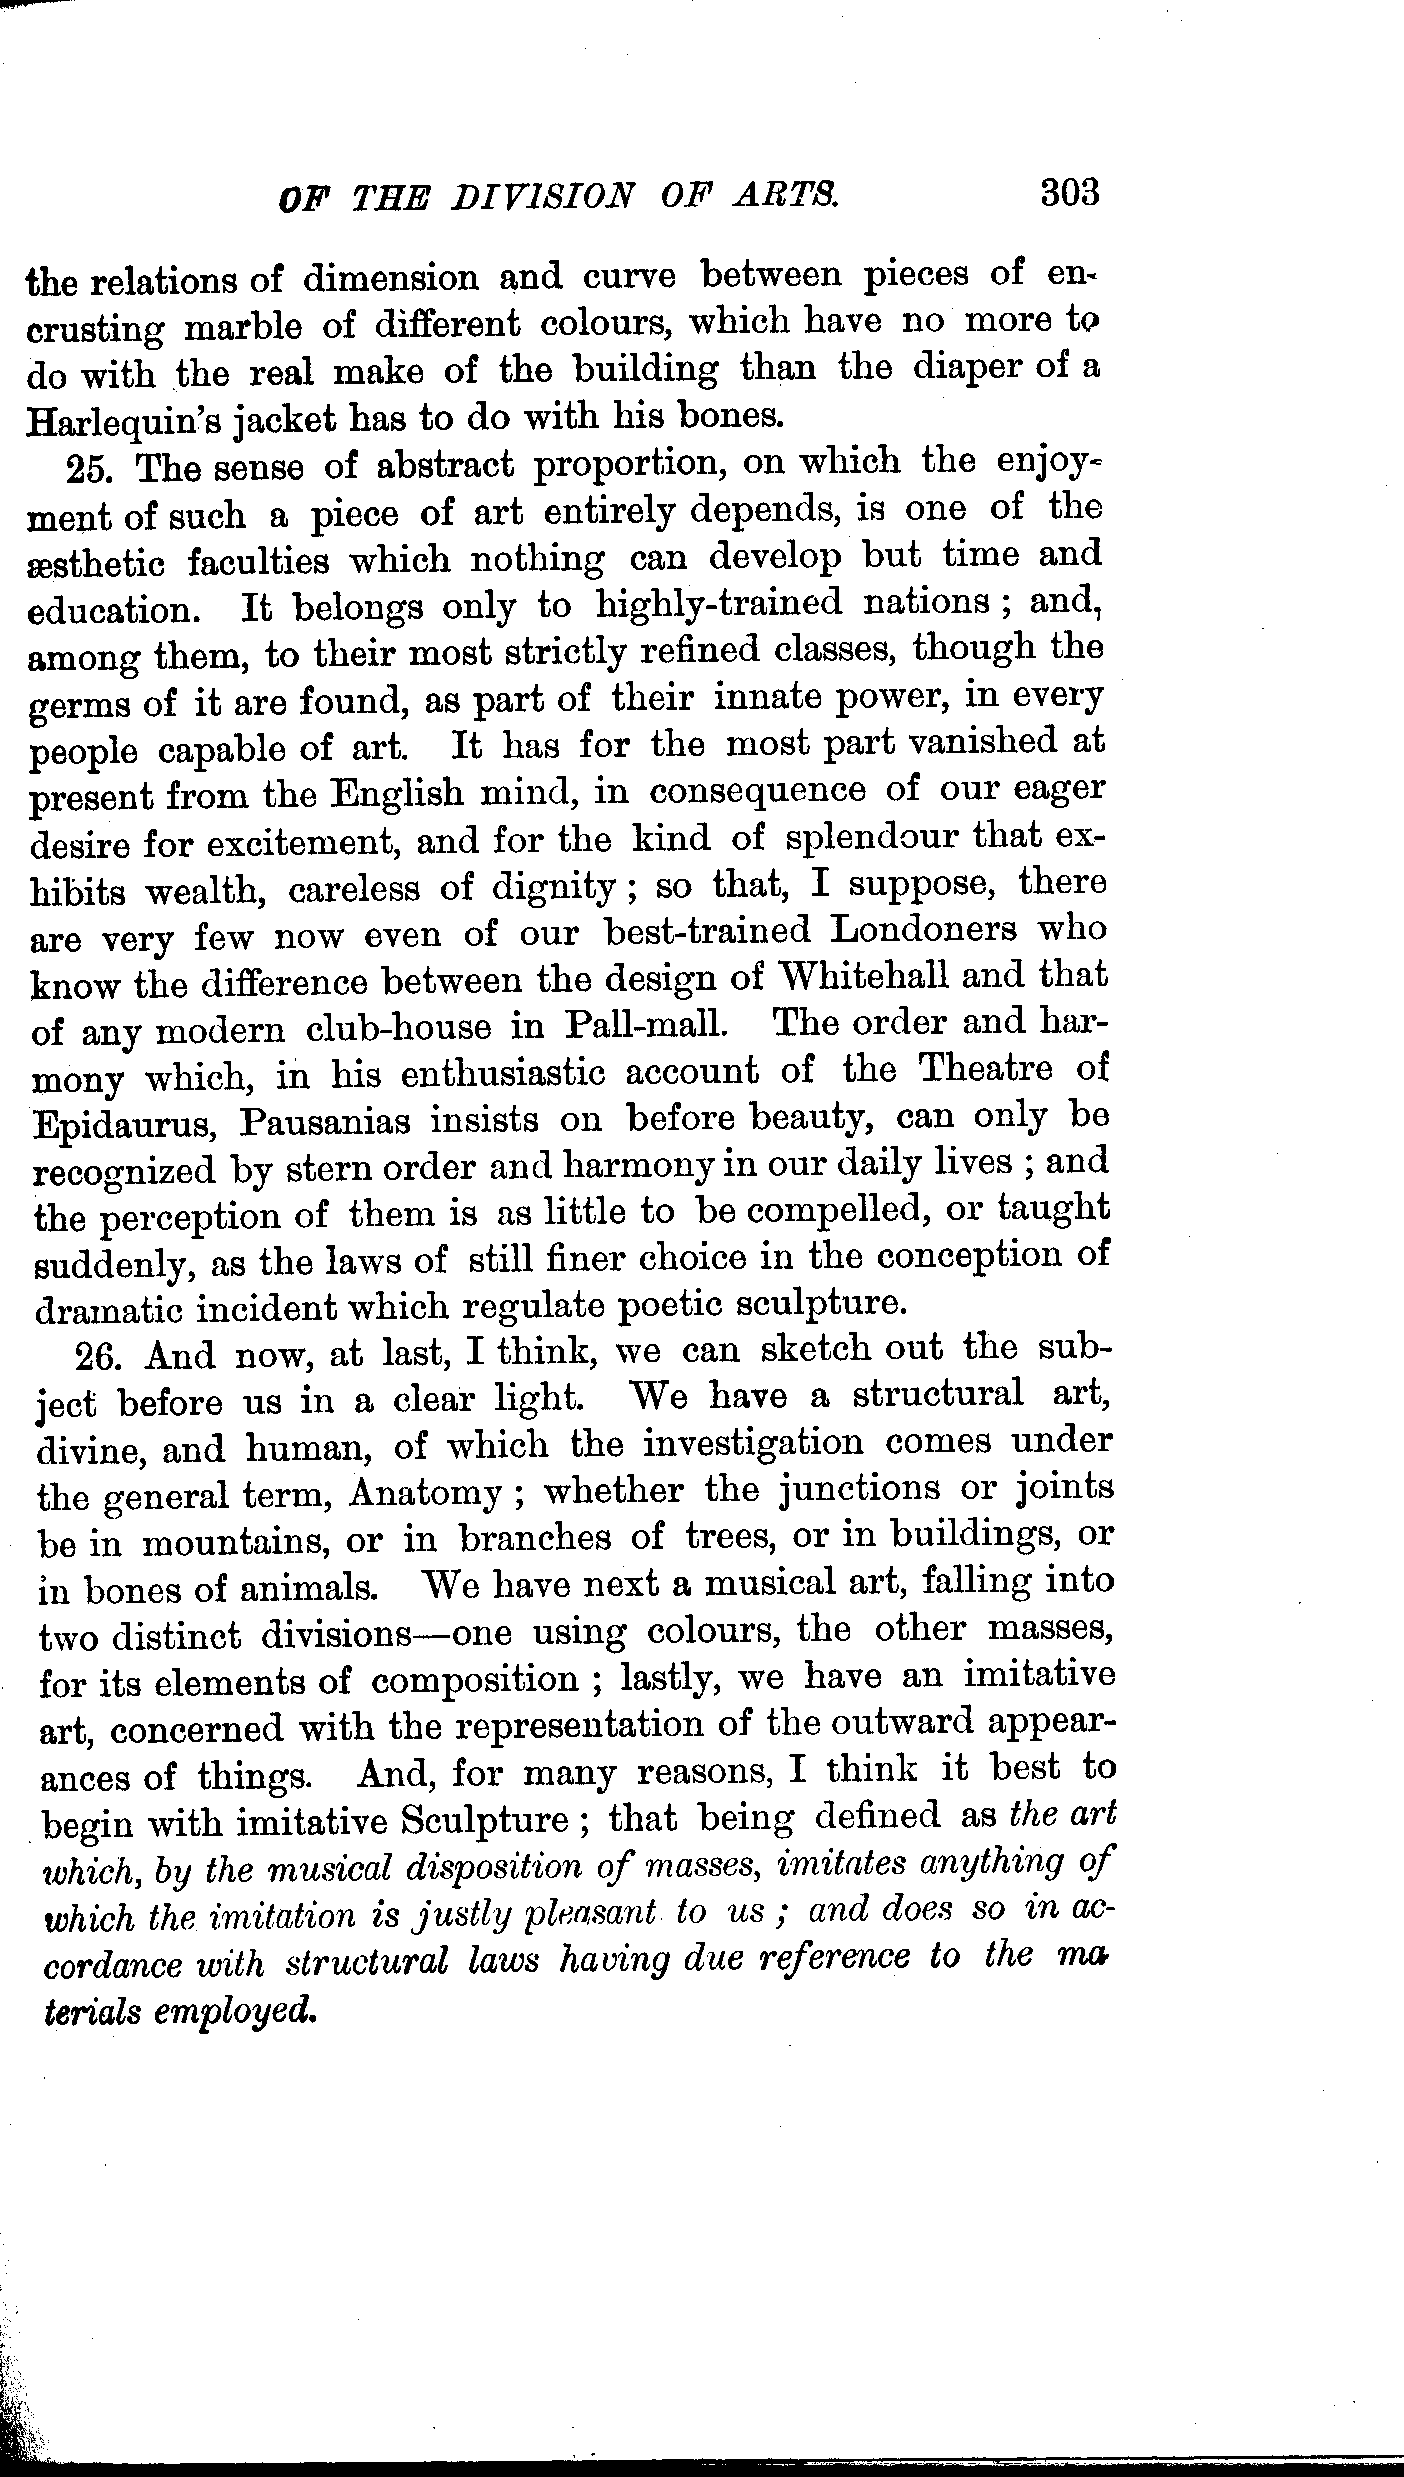 OF THE DIVISION OF ARTS. 303
the relations of dimension and curve between pieces of en-
crusting marble of different colours, which have no more to
do with the real make of the building than the diaper of a
Harlequin's jacket has to do with his bones.
25. The sense of abstract proportion, on which the enjoy-
ment of such a piece of art entirely depends, is one of the
æsthetic faculties which nothing can develop but time and
education. It belongs only to highly-trained nations ; and,
among them, to their most strictly refined classes, though the
germs of it are found, as part of their innate power, in every
people capable of art. It has for the most part vanished at
present from the English mind, in consequence of our eager
desire for excitement, and for the kind of splendour that ex-
hibits wealth, careless of dignity ; so that, I suppose, there
are very few now even of our best-trained Londoners who
know the difference between the design of Whitehall and that
of any modern club-house in Pall-mall. The order and har-
mony which, in his enthusiastic account of the Theatre of
Epidaurus, Pausanias insists on before beauty, can only be
recognized by stern order and harmony in our daily lives ; and
the perception of them is as little to be compelled, or taught
suddenly, as the laws of still finer choice in the conception of
dramatic incident which regulate poetic sculpture.
26. And now, at last, I think, we can sketch out the sub-
ject before us in a clear light. We have a structural art,
divine, and human, of which the investigation comes under
the general term, Anatomy ; whether the junctions or joints
be in mountains, or in branches of trees, or in buildings, or
in bones of animals. We have next a musical art, falling into
two distinct divisions—one using colours, the other masses,
for its elements of composition ; lastly, we have an imitative
art, concerned with the representation of the outward appear-
ances of things. And, for many reasons, I think it best to
begin with imitative Sculpture ; that being defined as the art
which, by the musical disposition of masses, imitates anything of
which the imitation is justly pleasant to us ; and does so in ac-
cordance with structural laws having due reference to the ma-
terials employed.